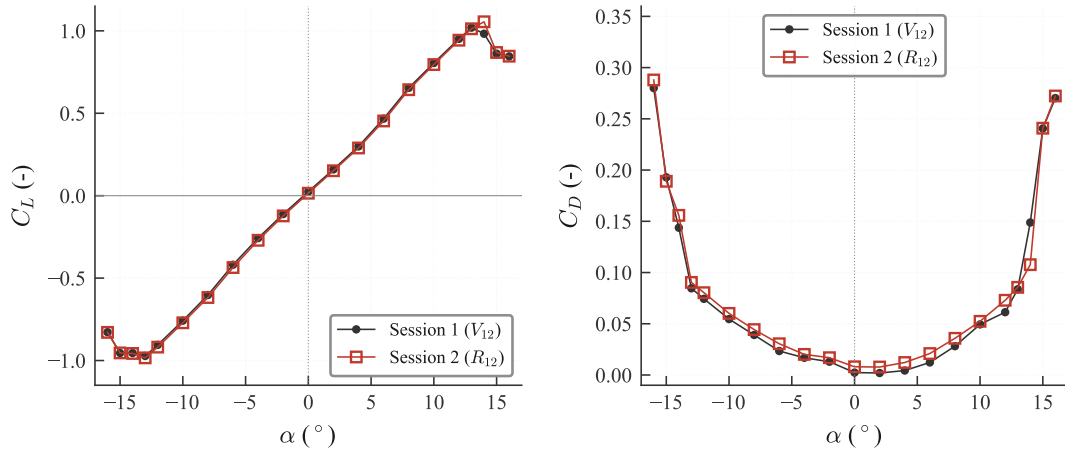 1.0
0.5
0.0
−0.5
−1.0
C_L (-)
−15 −10 −5 0 5 10 15
α (°)
Session 1 (V_12)
Session 2 (R_12)
0.35
0.30
0.25
0.20
0.15
0.10
0.05
0.00
C_D (-)
−15 −10 −5 0 5 10 15
α (°)
Session 1 (V_12)
Session 2 (R_12)